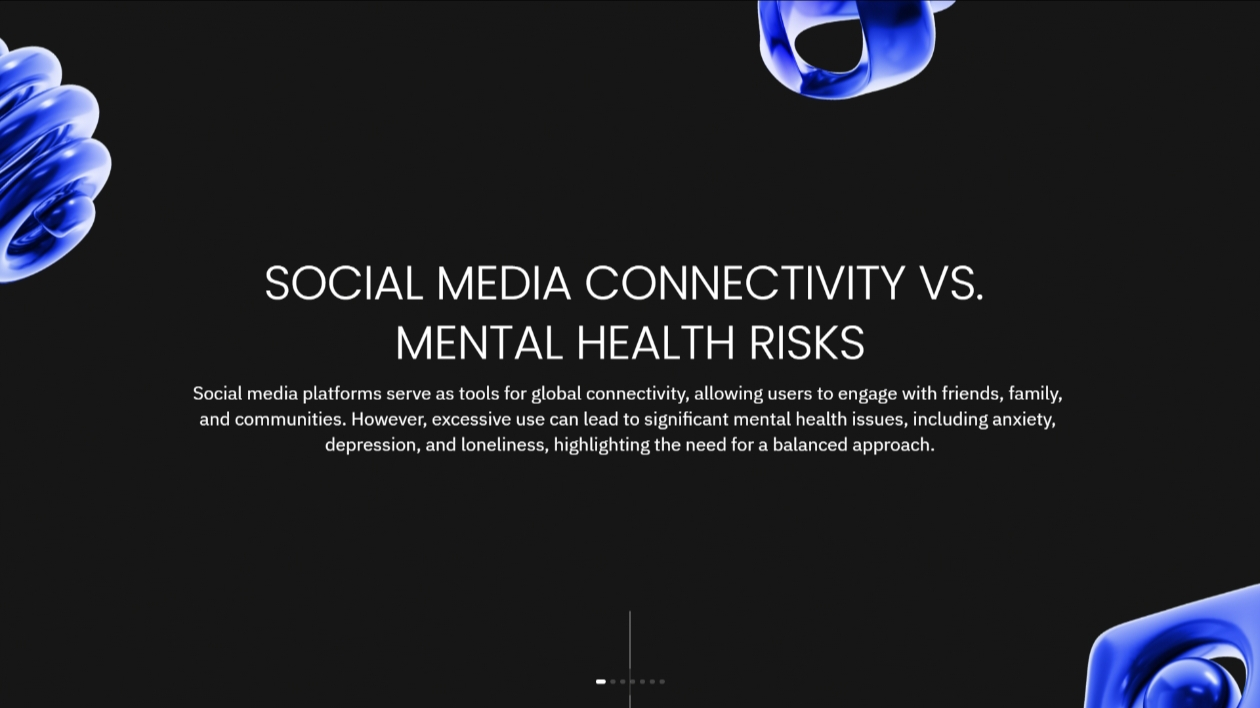 SOCIAL MEDIA CONNECTIVITY VS.
MENTAL HEALTH RISKS
Social media platforms serve as tools for global connectivity, allowing users to engage with friends, family,
and communities. However, excessive use can lead to significant mental health issues, including anxiety,
depression, and loneliness, highlighting the need for a balanced approach.